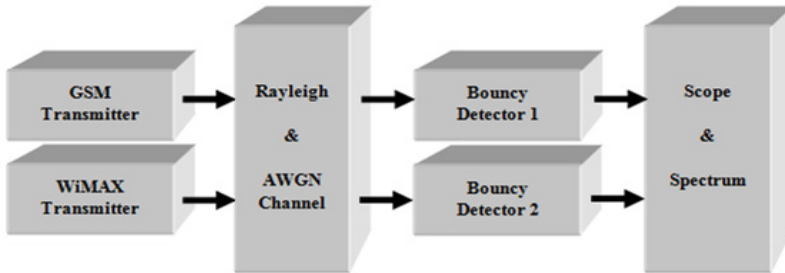 GSM
Transmitter
WiMAX
Transmitter
Rayleigh
&
AWGN
Channel
Bouncy
Detector 1
Bouncy
Detector 2
Scope
&
Spectrum